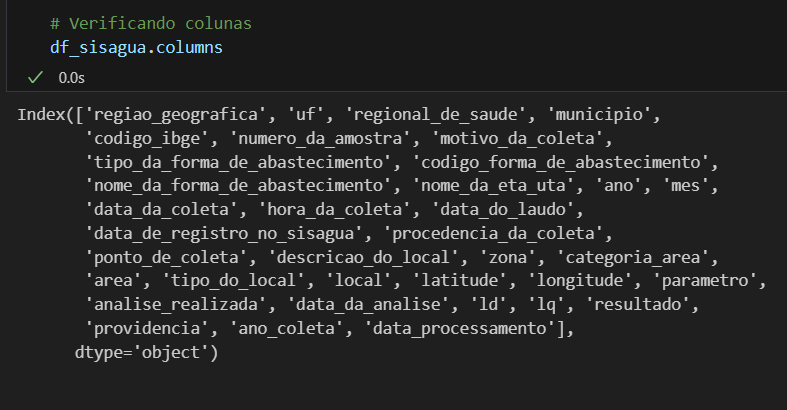 # Verificando colunas
df_sisagua.columns
0.0s
Index(['regiao_geografica', 'uf', 'regional_de_saude', 'municipio',
'codigo_ibge', 'numero_da_amostra', 'motivo_da_coleta',
'tipo_da_forma_de_abastecimento', 'codigo_forma_de_abastecimento',
'nome_da_forma_de_abastecimento', 'nome_da_eta_uta', 'ano', 'mes',
'data_da_coleta', 'hora_da_coleta', 'data_do_laudo',
'data_de_registro_no_sisagua', 'procedencia_da_coleta',
'ponto_de_coleta', 'descricao_do_local', 'zona', 'categoria_area',
'area', 'tipo_do_local', 'local', 'latitude', 'longitude', 'parametro',
'analise_realizada', 'data_da_analise', 'ld', 'lq', 'resultado',
'providencia', 'ano_coleta', 'data_processamento'],
dtype='object')